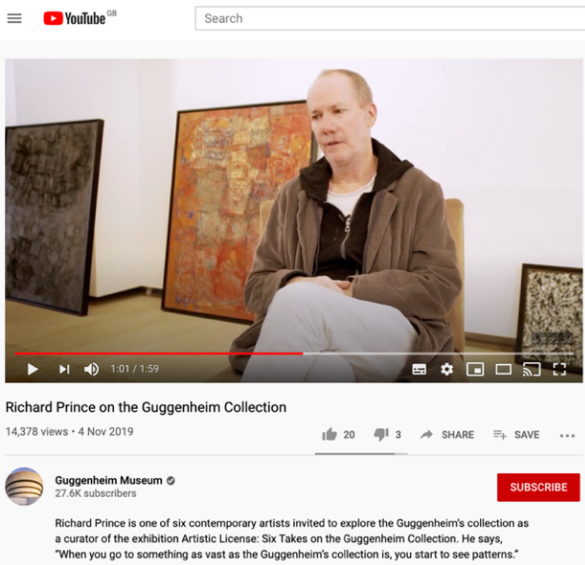 YouTube GB
Search
1:01 / 1:59
Richard Prince on the Guggenheim Collection
14,378 views • 4 Nov 2019
20
3
SHARE
SAVE
Guggenheim Museum
27.6K subscribers
SUBSCRIBE
Richard Prince is one of six contemporary artists invited to explore the Guggenheim's collection as
a curator of the exhibition Artistic License: Six Takes on the Guggenheim Collection. He says,
"When you go to something as vast as the Guggenheim's collection is, you start to see patterns."